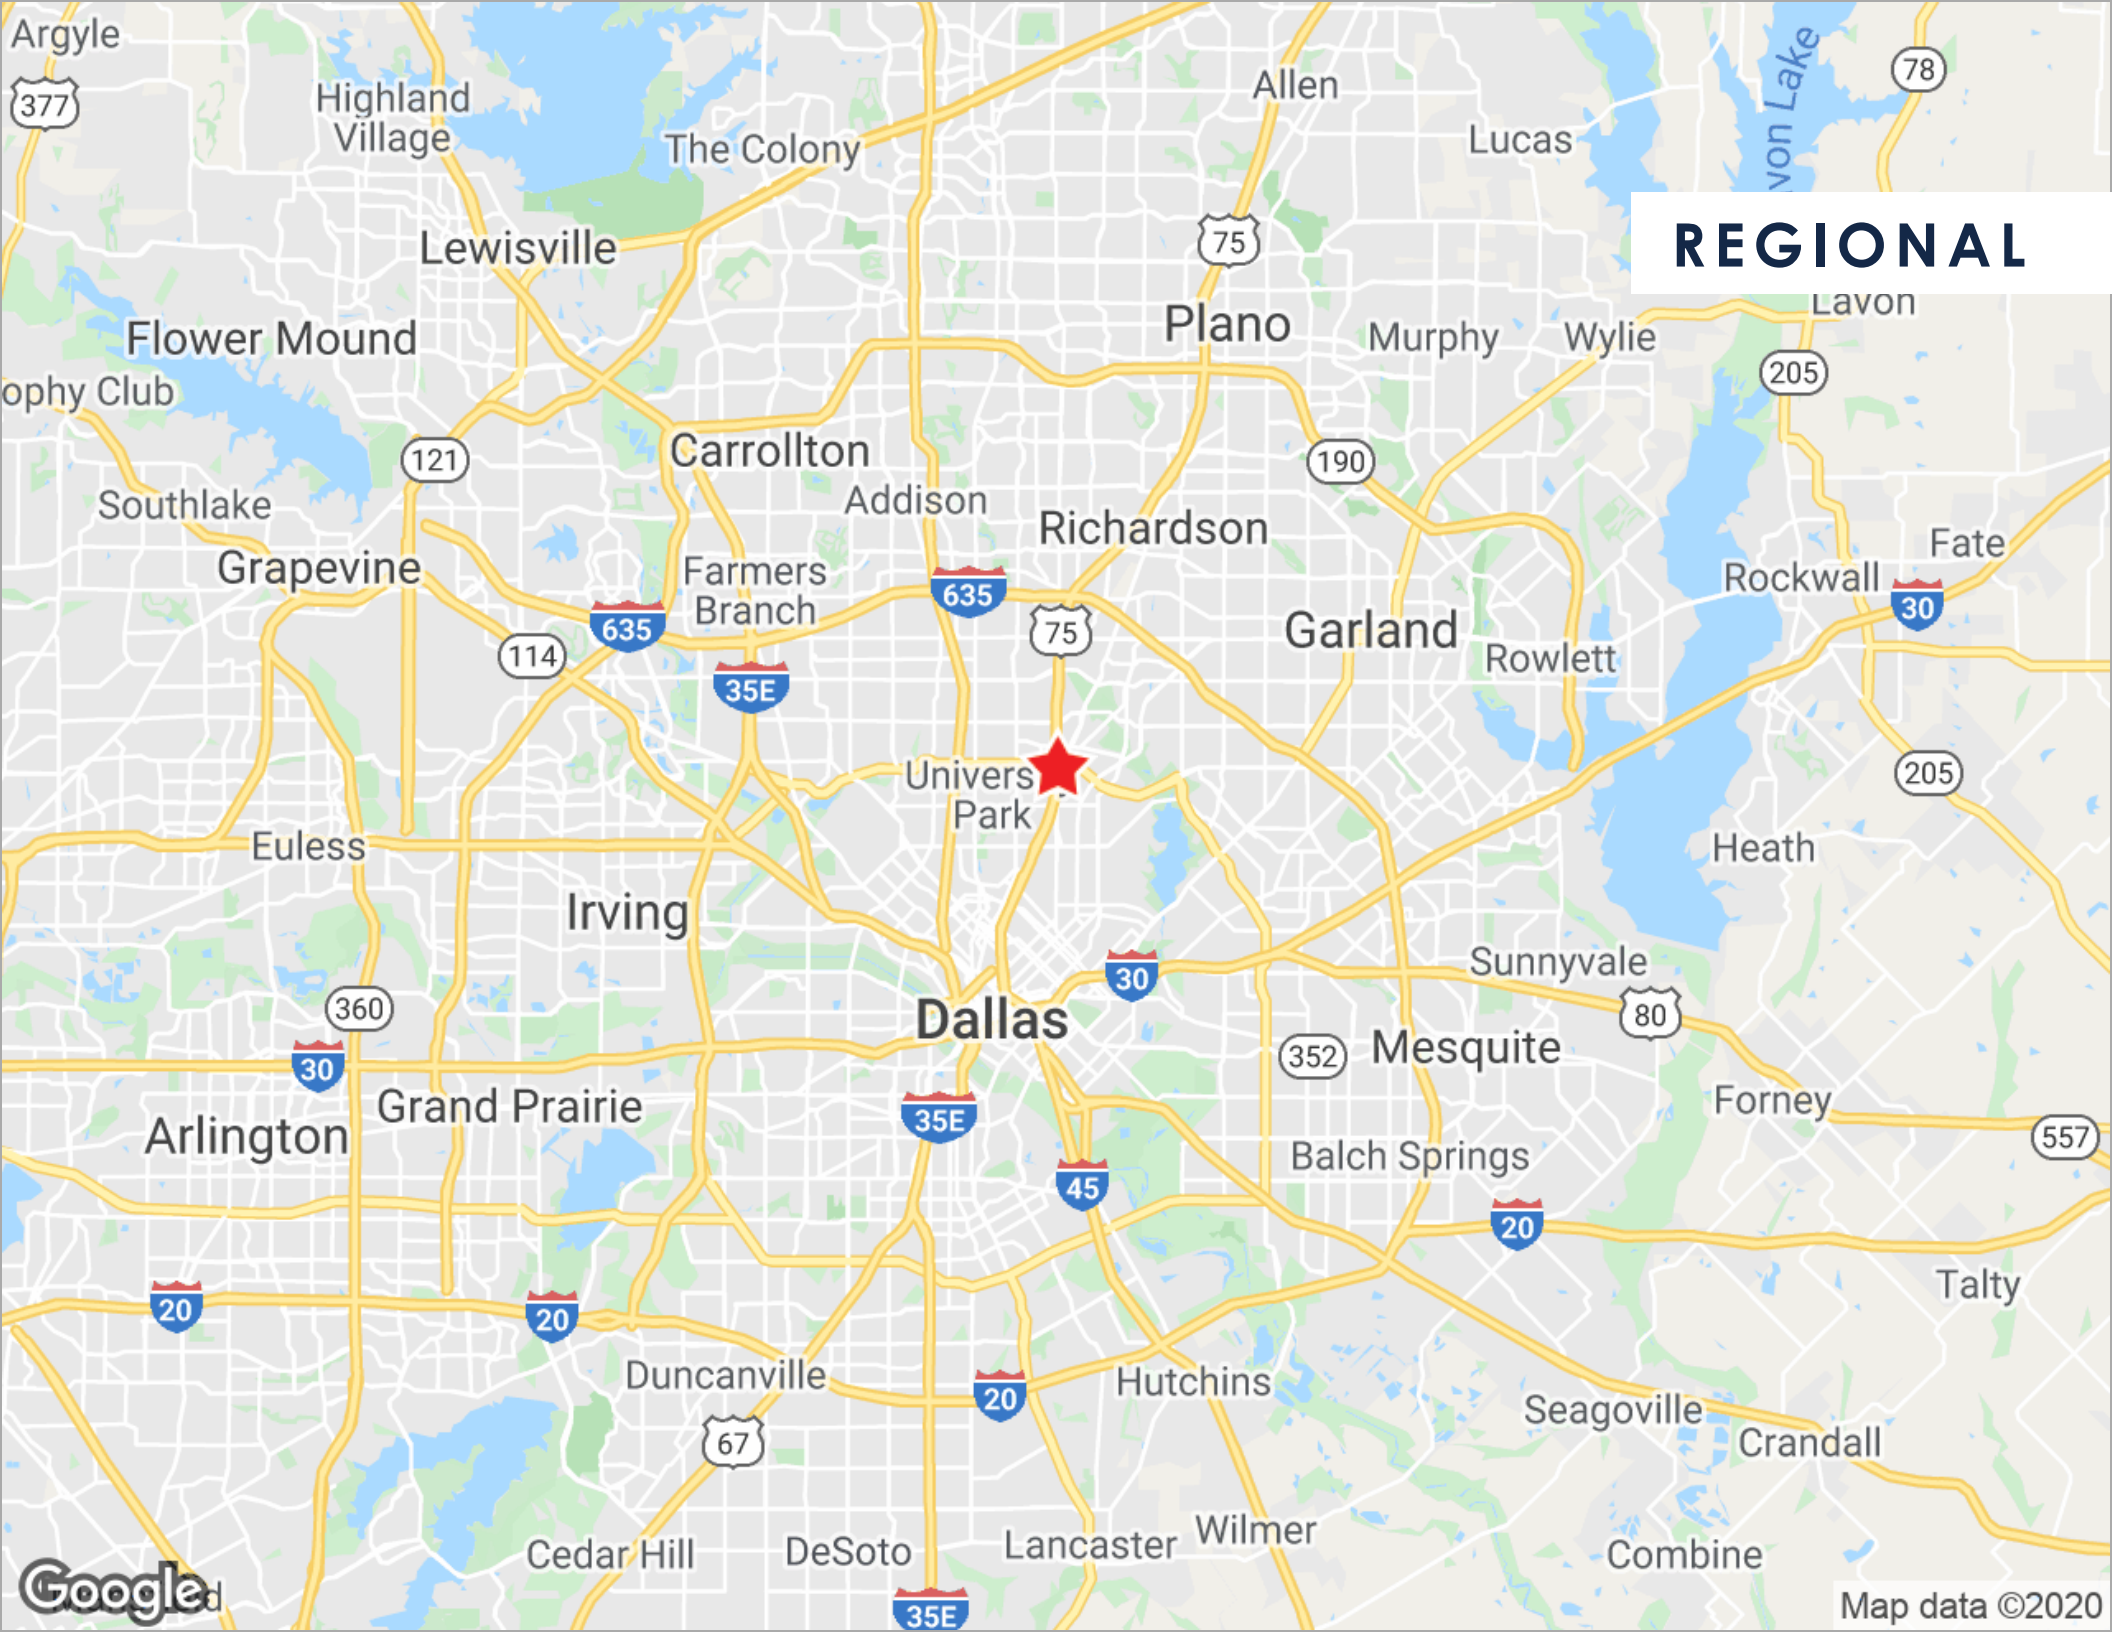 Argyle
377
Highland
Village
The Colony
Allen
Lucas
von Lake
78
REGIONAL
Lewisville
75
Lavon
Flower Mound
Plano
Murphy
Wylie
205
ophy Club
121
Carrollton
190
Southlake
Addison
Richardson
Fate
Grapevine
Farmers
Branch
635
Rockwall
30
635
75
Garland
114
Rowlett
35E
Univers
Park
205
Euless
Heath
Irving
Sunnyvale
30
360
Dallas
80
352
Mesquite
30
Grand Prairie
Forney
35E
Arlington
557
Balch Springs
45
20
Talty
20
20
Duncanville
20
Hutchins
Seagoville
67
Crandall
Cedar Hill
DeSoto
Lancaster
Wilmer
Combine
Google
35E
Map data ©2020